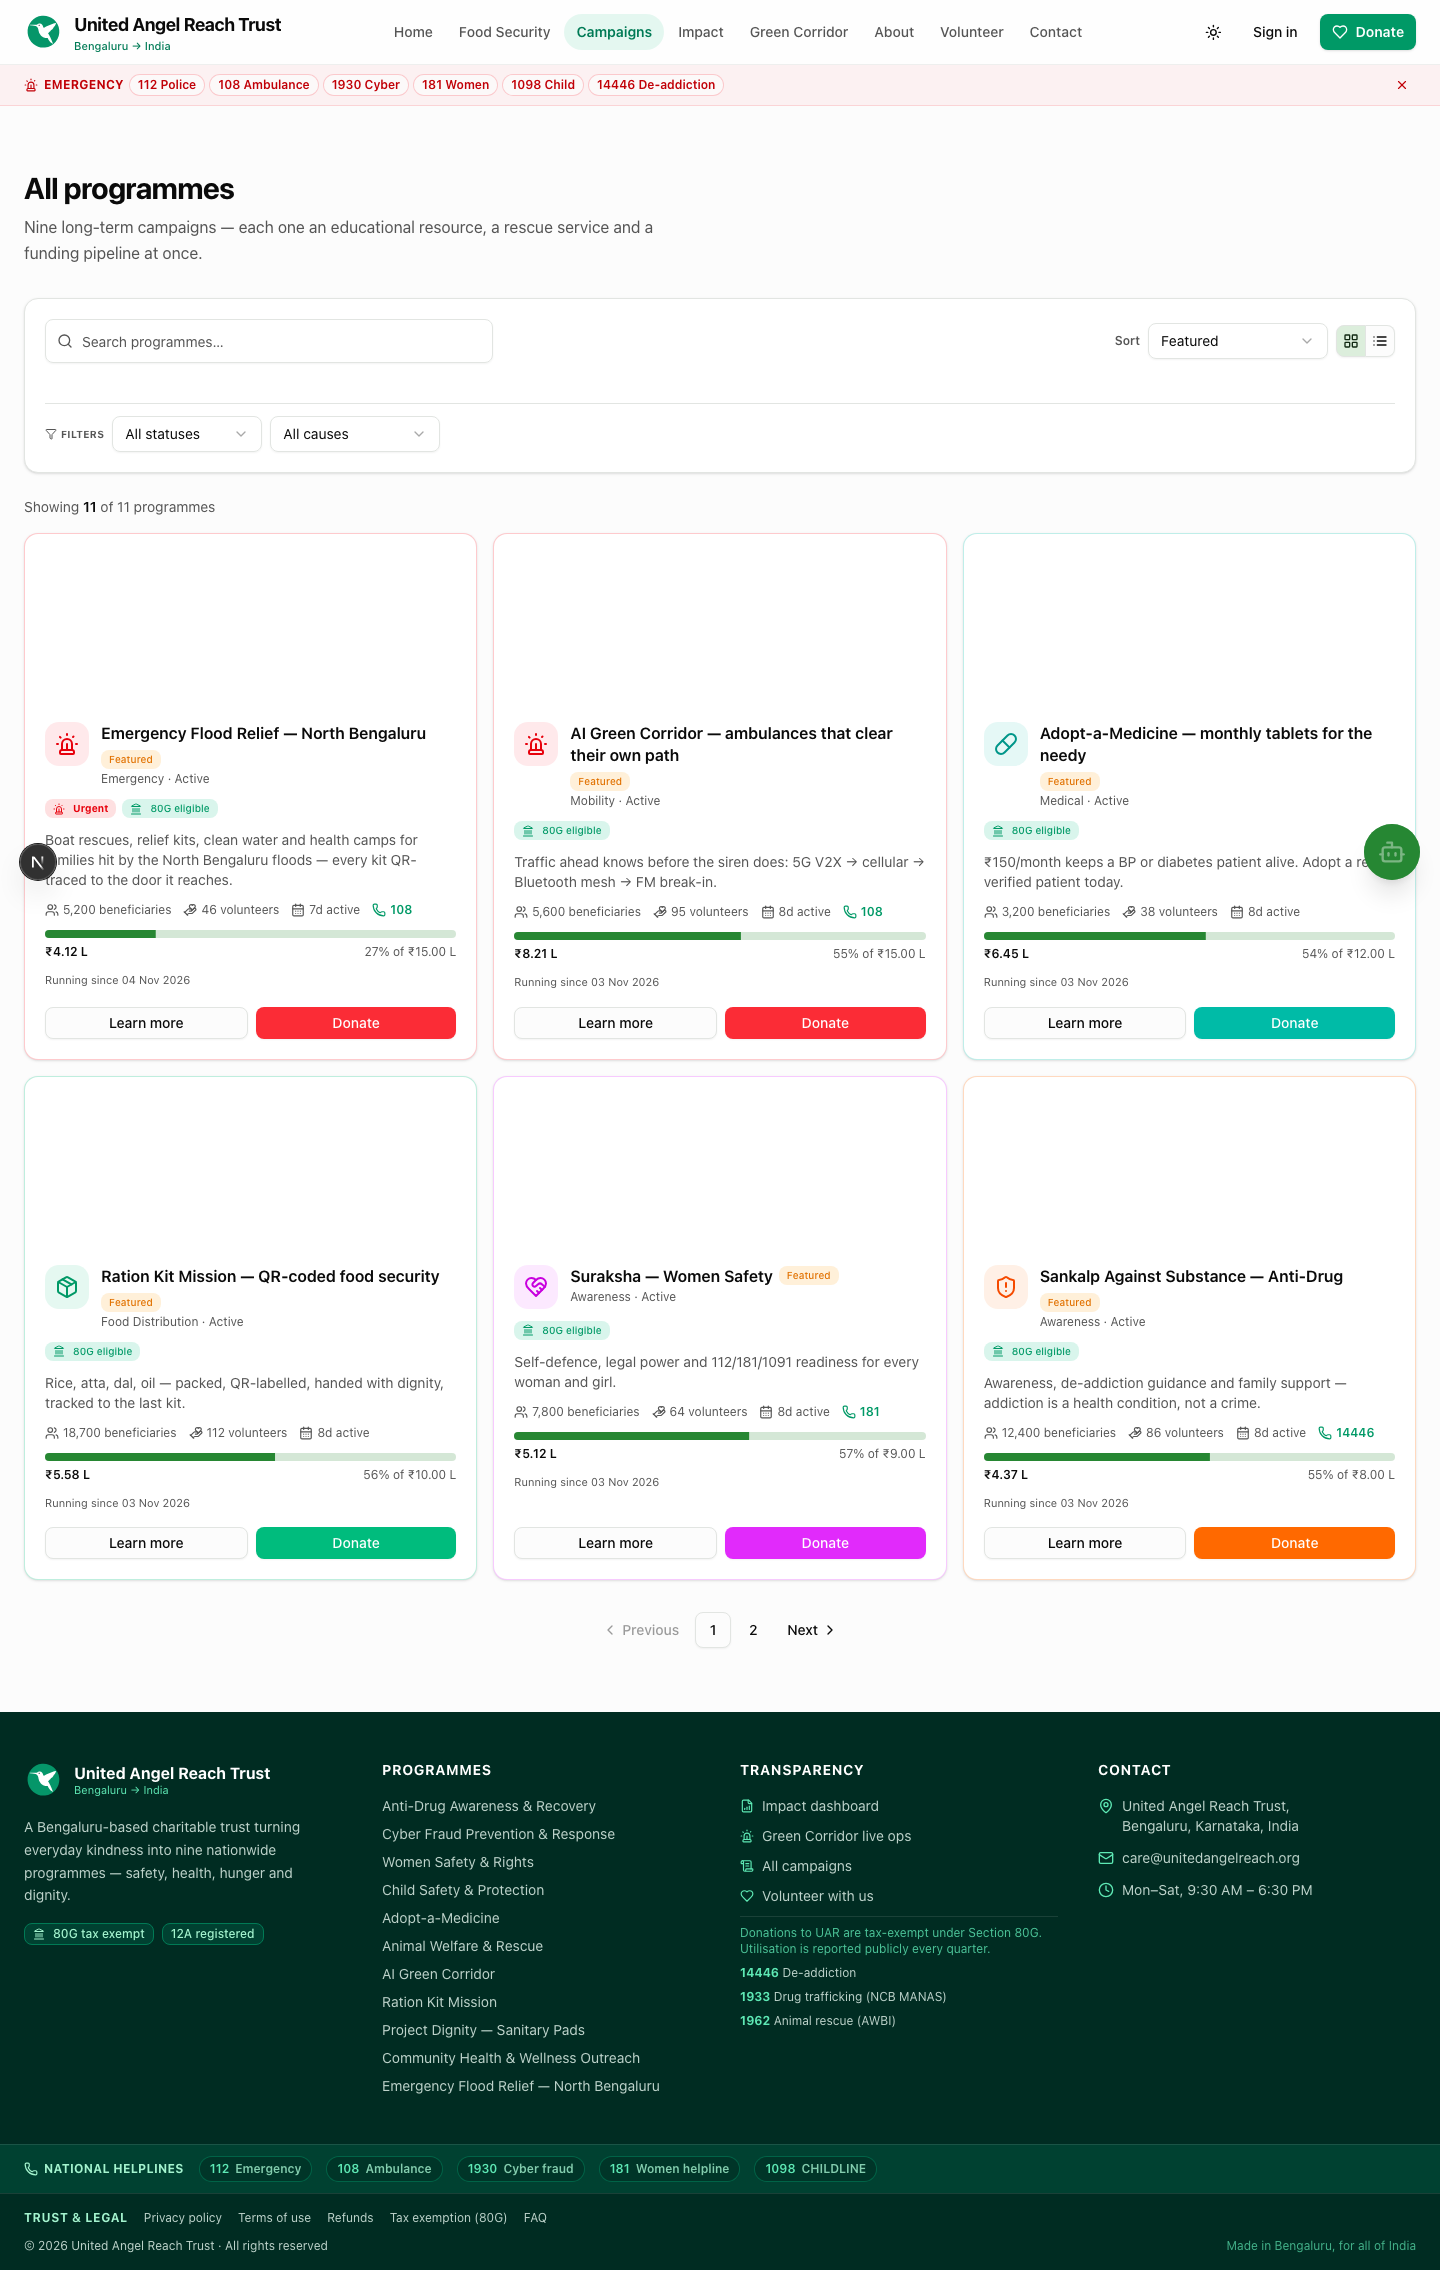 United Angel Reach Trust
Bengaluru → India
Home
Food Security
Campaigns
Impact
Green Corridor
About
Volunteer
Contact
Sign in
Donate
EMERGENCY
112 Police
108 Ambulance
1930 Cyber
181 Women
1098 Child
14446 De-addiction
All programmes
Nine long-term campaigns — each one an educational resource, a rescue service and a
funding pipeline at once.
Search programmes...
Sort
Featured
FILTERS
All statuses
All causes
Showing 11 of 11 programmes
Emergency Flood Relief — North Bengaluru
Featured
Emergency · Active
Urgent
80G eligible
Boat rescues, relief kits, clean water and health camps for
families hit by the North Bengaluru floods — every kit QR-
traced to the door it reaches.
5,200 beneficiaries
46 volunteers
7d active
108
₹4.12 L
27% of ₹15.00 L
Running since 04 Nov 2026
Learn more
Donate
AI Green Corridor — ambulances that clear
their own path
Featured
Mobility · Active
80G eligible
Traffic ahead knows before the siren does: 5G V2X → cellular →
Bluetooth mesh → FM break-in.
5,600 beneficiaries
95 volunteers
8d active
108
₹8.21 L
55% of ₹15.00 L
Running since 03 Nov 2026
Learn more
Donate
Adopt-a-Medicine — monthly tablets for the
needy
Featured
Medical · Active
80G eligible
₹150/month keeps a BP or diabetes patient alive. Adopt a
verified patient today.
3,200 beneficiaries
38 volunteers
8d active
₹6.45 L
54% of ₹12.00 L
Running since 03 Nov 2026
Learn more
Donate
Ration Kit Mission — QR-coded food security
Featured
Food Distribution · Active
80G eligible
Rice, atta, dal, oil — packed, QR-labelled, handed with dignity,
tracked to the last kit.
18,700 beneficiaries
112 volunteers
8d active
₹5.58 L
56% of ₹10.00 L
Running since 03 Nov 2026
Learn more
Donate
Suraksha — Women Safety
Featured
Awareness · Active
80G eligible
Self-defence, legal power and 112/181/1091 readiness for every
woman and girl.
7,800 beneficiaries
64 volunteers
8d active
181
₹5.12 L
57% of ₹9.00 L
Running since 03 Nov 2026
Learn more
Donate
Sankalp Against Substance — Anti-Drug
Featured
Awareness · Active
80G eligible
Awareness, de-addiction guidance and family support —
addiction is a health condition, not a crime.
12,400 beneficiaries
86 volunteers
8d active
14446
₹4.37 L
55% of ₹8.00 L
Running since 03 Nov 2026
Learn more
Donate
N
Previous
1
2
Next
United Angel Reach Trust
Bengaluru → India
A Bengaluru-based charitable trust turning
everyday kindness into nine nationwide
programmes — safety, health, hunger and
dignity.
80G tax exempt
12A registered
PROGRAMMES
Anti-Drug Awareness & Recovery
Cyber Fraud Prevention & Response
Women Safety & Rights
Child Safety & Protection
Adopt-a-Medicine
Animal Welfare & Rescue
AI Green Corridor
Ration Kit Mission
Project Dignity — Sanitary Pads
Community Health & Wellness Outreach
Emergency Flood Relief — North Bengaluru
TRANSPARENCY
Impact dashboard
Green Corridor live ops
All campaigns
Volunteer with us
Donations to UAR are tax-exempt under Section 80G.
Utilisation is reported publicly every quarter.
14446 De-addiction
1933 Drug trafficking (NCB MANAS)
1962 Animal rescue (AWBI)
CONTACT
United Angel Reach Trust,
Bengaluru, Karnataka, India
care@unitedangelreach.org
Mon–Sat, 9:30 AM – 6:30 PM
NATIONAL HELPLINES
112 Emergency
108 Ambulance
1930 Cyber fraud
181 Women helpline
1098 CHILDLINE
TRUST & LEGAL
Privacy policy
Terms of use
Refunds
Tax exemption (80G)
FAQ
© 2026 United Angel Reach Trust · All rights reserved
Made in Bengaluru, for all of India